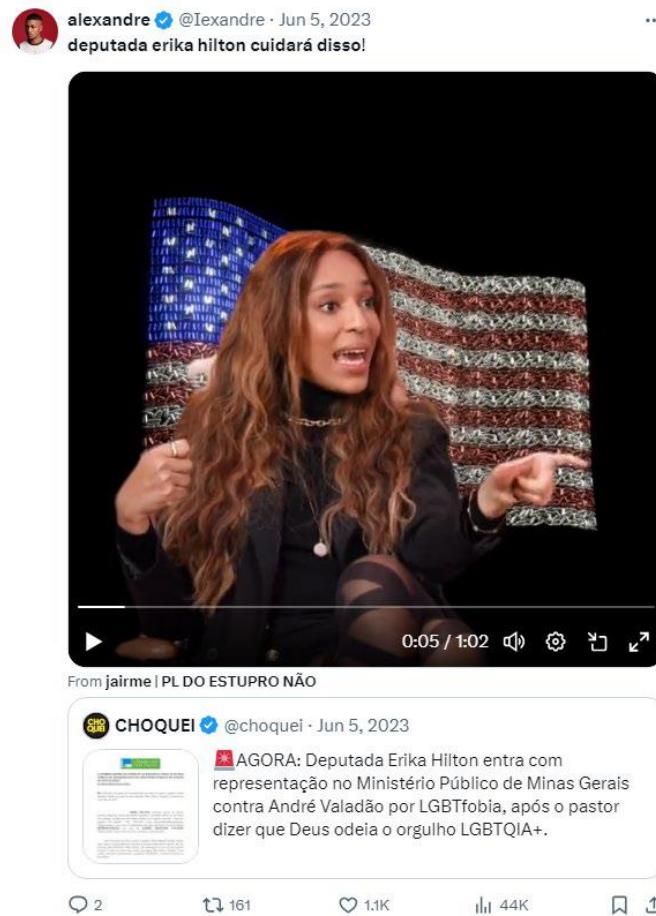 alexandre @Iexandre · Jun 5, 2023
deputada erika hilton cuidará disso!
0:05 / 1:02
From jairme | PL DO ESTUPRO NÃO
CHOQUEI CHOQUEI @choquei · Jun 5, 2023
🚨AGORA: Deputada Erika Hilton entra com
representação no Ministério Público de Minas Gerais
contra André Valadão por LGBTfobia, após o pastor
dizer que Deus odeia o orgulho LGBTQIA+.
2 161 1.1K 44K